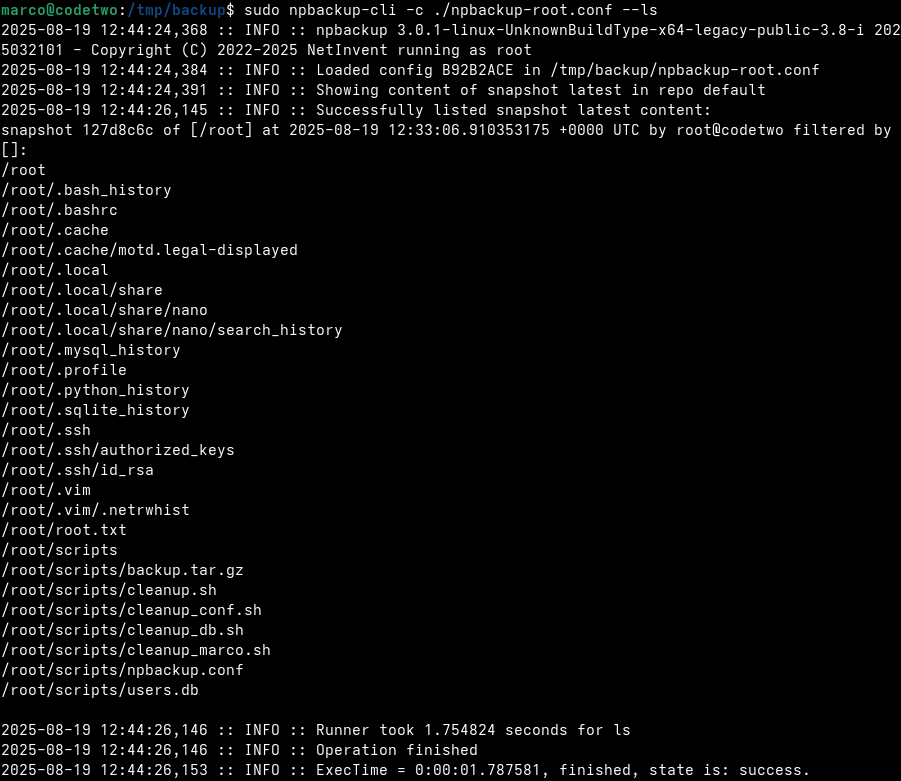 marco@codetwo:/tmp/backup$ sudo npbackup-cli -c ./npbackup-root.conf --ls
2025-08-19 12:44:24,368 :: INFO :: npbackup 3.0.1-linux-UnknownBuildType-x64-legacy-public-3.8-i 202
5032101 - Copyright (C) 2022-2025 NetInvent running as root
2025-08-19 12:44:24,384 :: INFO :: Loaded config B92B2ACE in /tmp/backup/npbackup-root.conf
2025-08-19 12:44:24,391 :: INFO :: Showing content of snapshot latest in repo default
2025-08-19 12:44:26,145 :: INFO :: Successfully listed snapshot latest content:
snapshot 127d8c6c of [/root] at 2025-08-19 12:33:06.910353175 +0000 UTC by root@codetwo filtered by
[]:
/root
/root/.bash_history
/root/.bashrc
/root/.cache
/root/.cache/motd.legal-displayed
/root/.local
/root/.local/share
/root/.local/share/nano
/root/.local/share/nano/search_history
/root/.mysql_history
/root/.profile
/root/.python_history
/root/.sqlite_history
/root/.ssh
/root/.ssh/authorized_keys
/root/.ssh/id_rsa
/root/.vim
/root/.vim/.netrwhist
/root/root.txt
/root/scripts
/root/scripts/backup.tar.gz
/root/scripts/cleanup.sh
/root/scripts/cleanup_conf.sh
/root/scripts/cleanup_db.sh
/root/scripts/cleanup_marco.sh
/root/scripts/npbackup.conf
/root/scripts/users.db
2025-08-19 12:44:26,146 :: INFO :: Runner took 1.754824 seconds for ls
2025-08-19 12:44:26,146 :: INFO :: Operation finished
2025-08-19 12:44:26,153 :: INFO :: ExecTime = 0:00:01.787581, finished, state is: success.